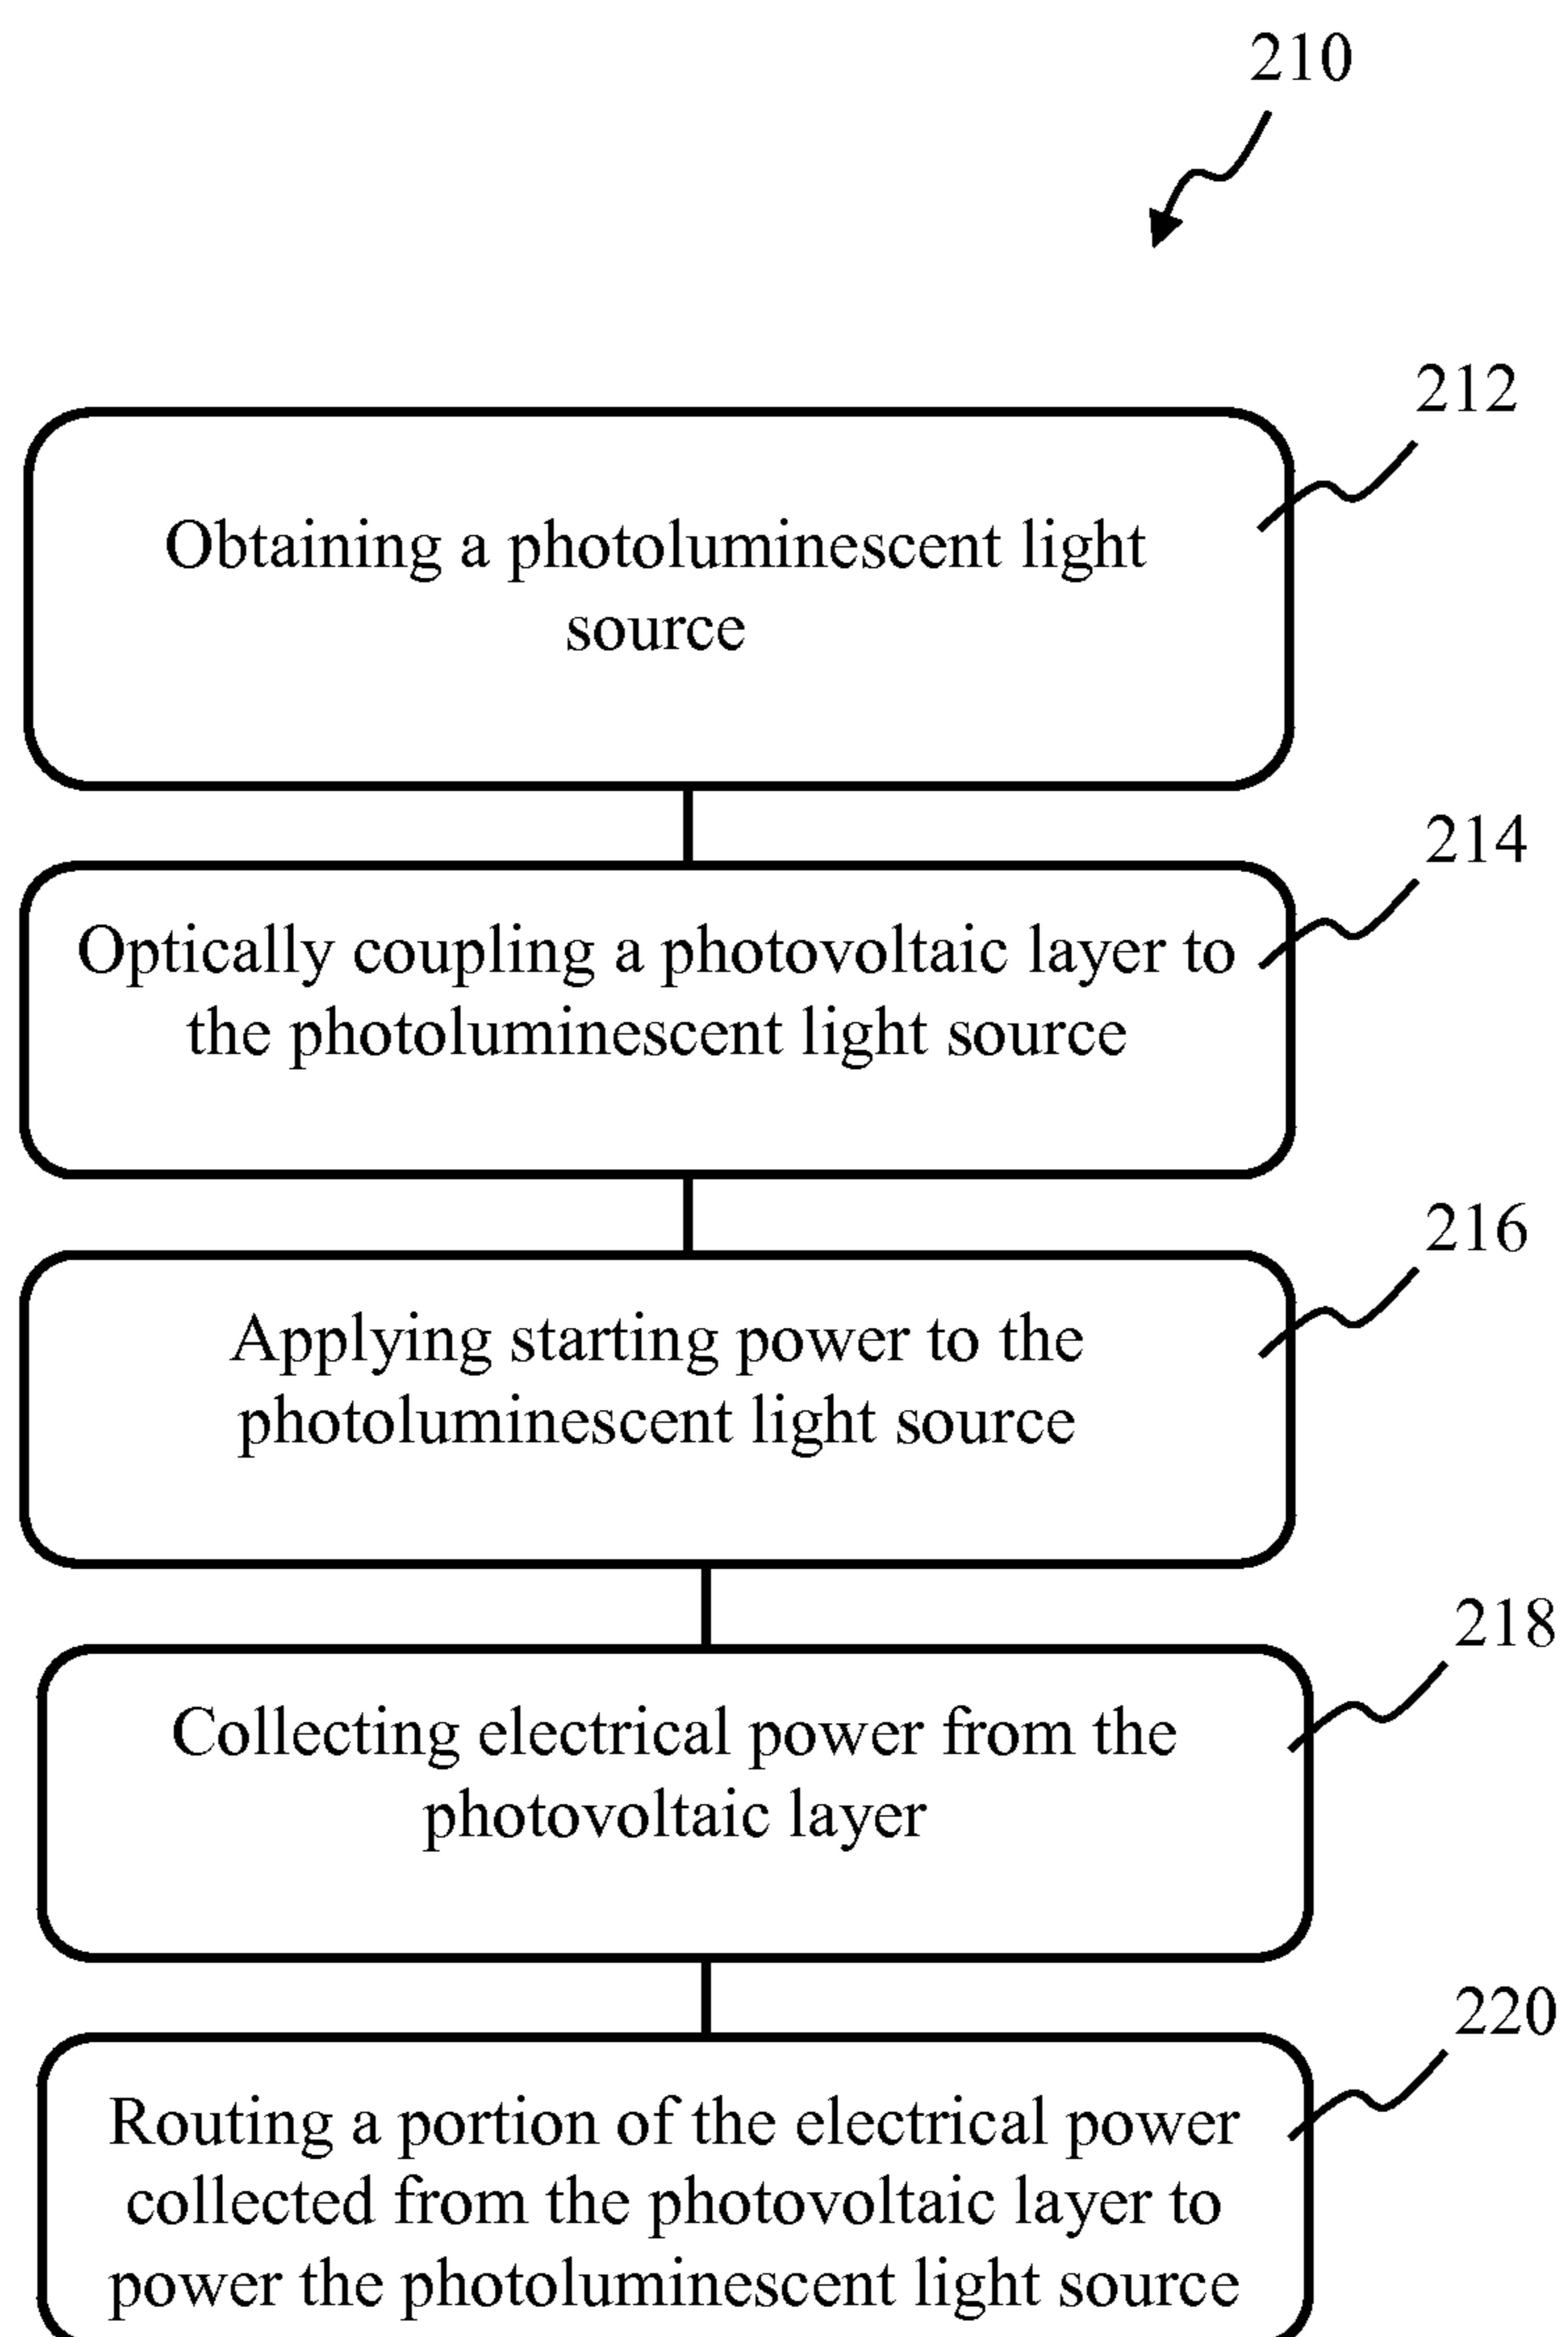 210
212
Obtaining a photoluminescent light
source
214
Optically coupling a photovoltaic layer to
the photoluminescent light source
216
Applying starting power to the
photoluminescent light source
218
Collecting electrical power from the
photovoltaic layer
220
Routing a portion of the electrical power
collected from the photovoltaic layer to
power the photoluminescent light source